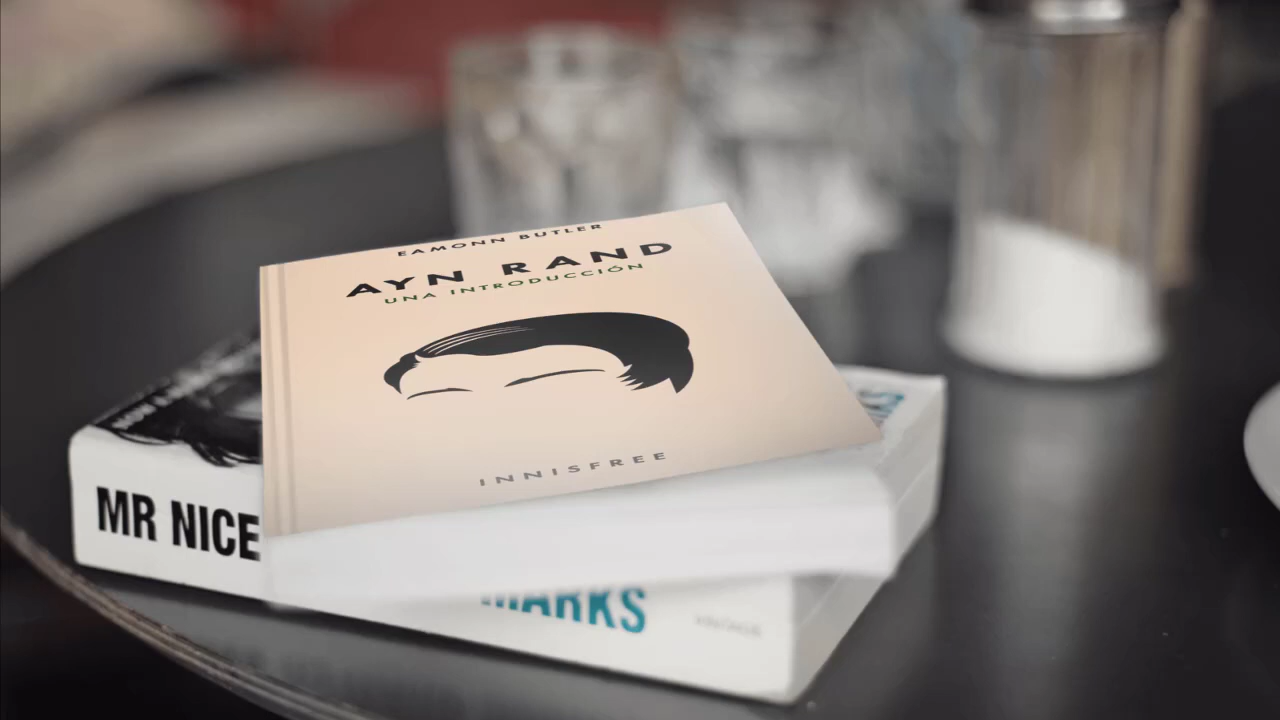 EAMONN BUTLER
AYN RAND
UNA INTRODUCCIÓN
INNISFREE
MR NICE
MARKS
VINTAGE